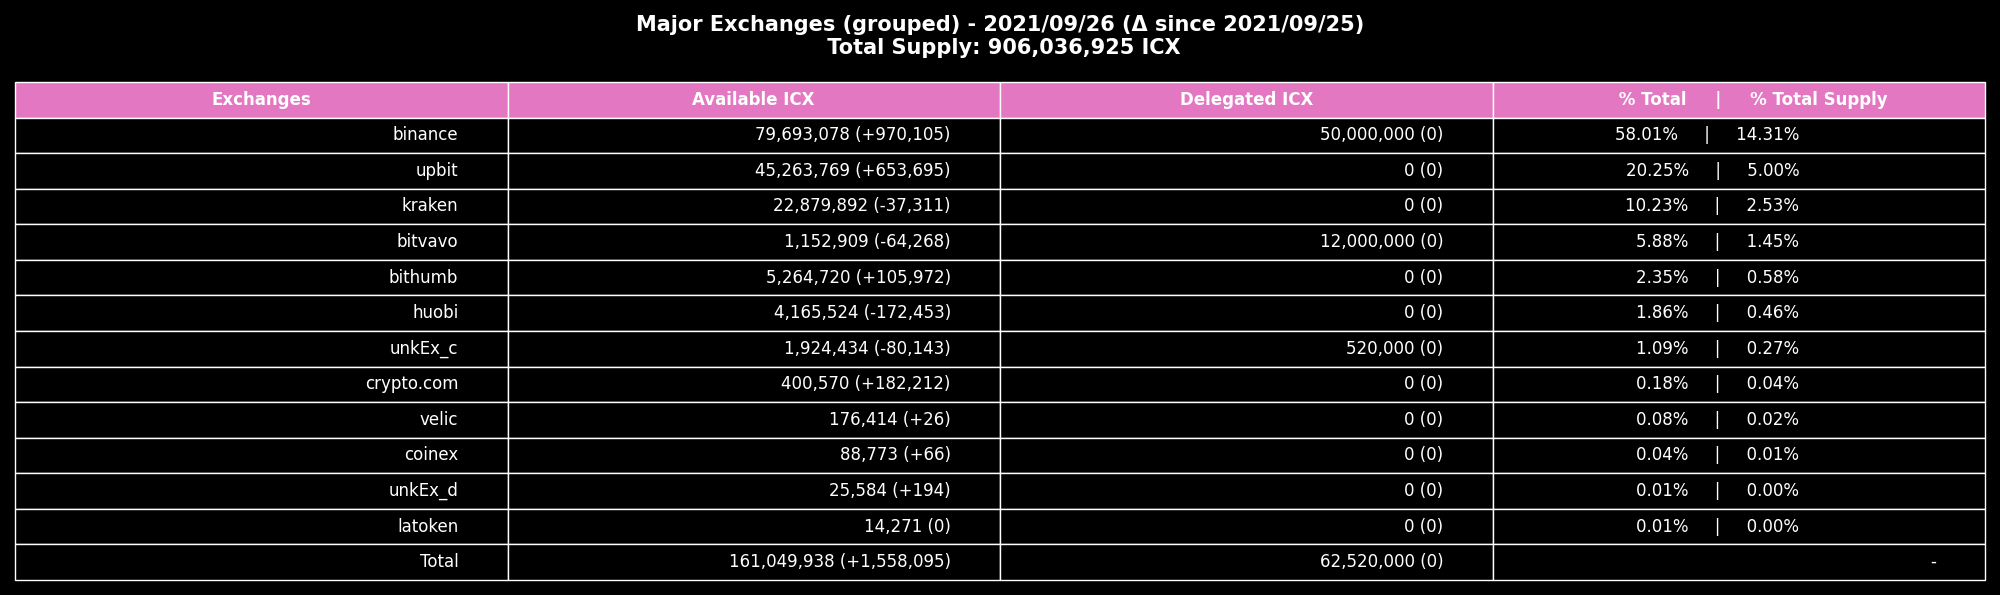 Major Exchanges (grouped) - 2021/09/26 (Δ since 2021/09/25)
Total Supply: 906,036,925 ICX
Exchanges Available ICX Delegated ICX % Total | % Total Supply
binance 79,693,078 (+970,105) 50,000,000 (0) 58.01% | 14.31%
upbit 45,263,769 (+653,695) 0 (0) 20.25% | 5.00%
kraken 22,879,892 (-37,311) 0 (0) 10.23% | 2.53%
bitvavo 1,152,909 (-64,268) 12,000,000 (0) 5.88% | 1.45%
bithumb 5,264,720 (+105,972) 0 (0) 2.35% | 0.58%
huobi 4,165,524 (-172,453) 0 (0) 1.86% | 0.46%
unkEx_c 1,924,434 (-80,143) 520,000 (0) 1.09% | 0.27%
crypto.com 400,570 (+182,212) 0 (0) 0.18% | 0.04%
velic 176,414 (+26) 0 (0) 0.08% | 0.02%
coinex 88,773 (+66) 0 (0) 0.04% | 0.01%
unkEx_d 25,584 (+194) 0 (0) 0.01% | 0.00%
latoken 14,271 (0) 0 (0) 0.01% | 0.00%
Total 161,049,938 (+1,558,095) 62,520,000 (0) -